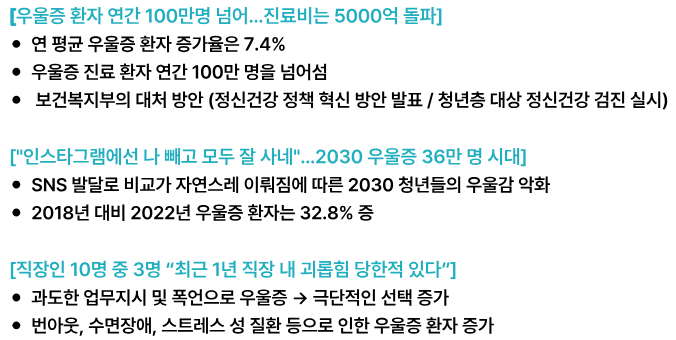 [우울증 환자 연간 100만명 넘어...진료비는 5000억 돌파]
• 연 평균 우울증 환자 증가율은 7.4%
• 우울증 진료 환자 연간 100만 명을 넘어섬
• 보건복지부의 대처 방안 (정신건강 정책 혁신 방안 발표 / 청년층 대상 정신건강 검진 실시)
["인스타그램에선 나 빼고 모두 잘 사네"...2030 우울증 36만 명 시대]
• SNS 발달로 비교가 자연스레 이뤄짐에 따른 2030 청년들의 우울감 악화
• 2018년 대비 2022년 우울증 환자는 32.8% 증
[직장인 10명 중 3명 “최근 1년 직장 내 괴롭힘 당한적 있다”]
• 과도한 업무지시 및 폭언으로 우울증 → 극단적인 선택 증가
• 번아웃, 수면장애, 스트레스 성 질환 등으로 인한 우울증 환자 증가